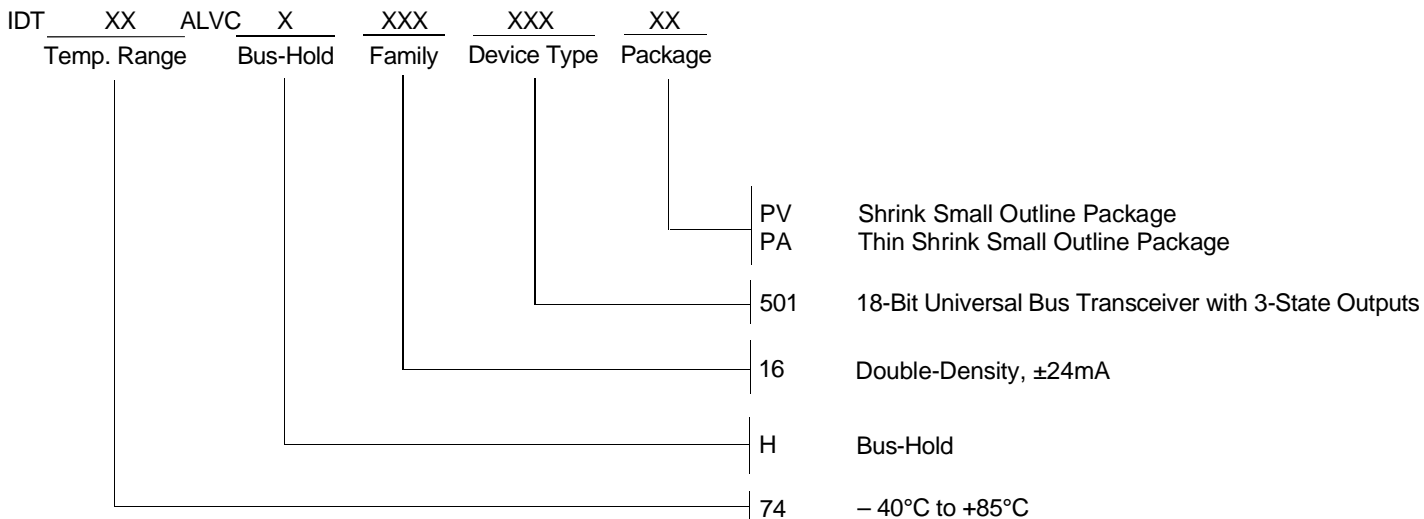 IDT XX ALVC X XXX XXX XX
Temp. Range Bus-Hold Family Device Type Package
PV Shrink Small Outline Package
PA Thin Shrink Small Outline Package
501 18-Bit Universal Bus Transceiver with 3-State Outputs
16 Double-Density, ±24mA
H Bus-Hold
74 – 40°C to +85°C